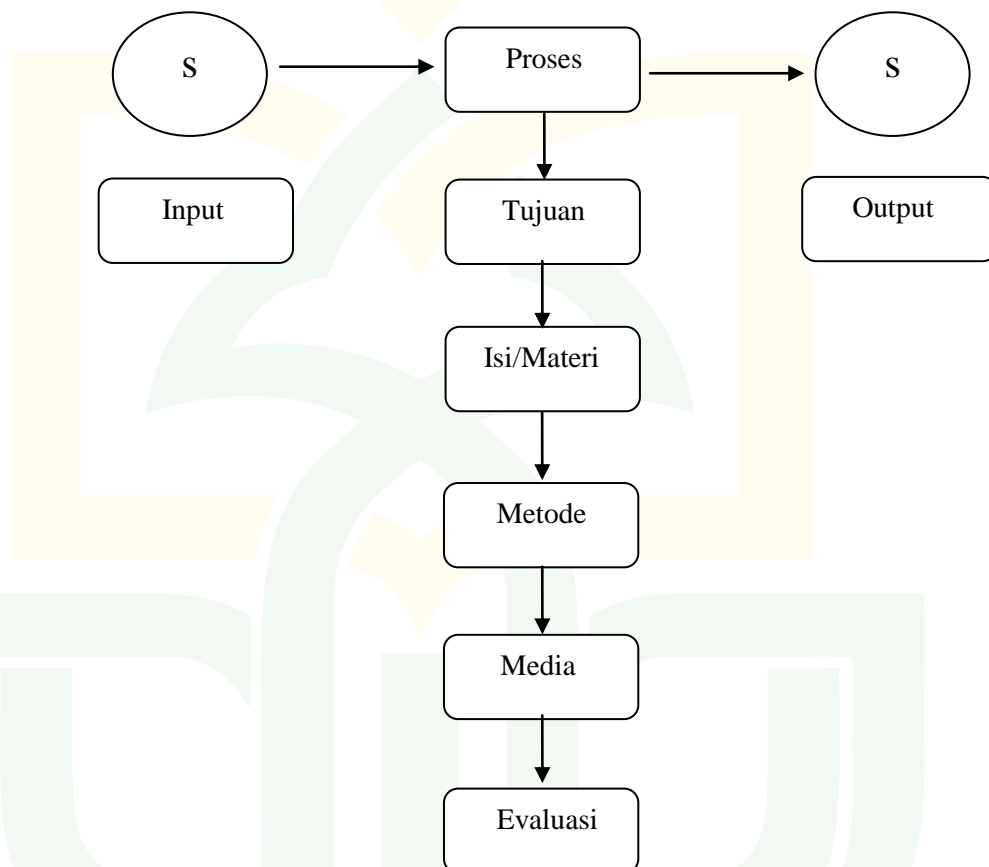 S
Proses
S
Input
Tujuan
Output
Isi/Materi
Metode
Media
Evaluasi